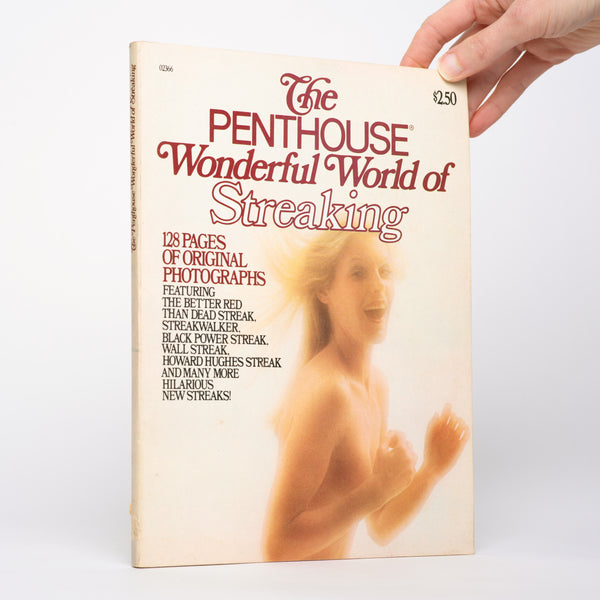 02366
$2.50
The
PENTHOUSE®
Wonderful World of
Streaking
128 PAGES
OF ORIGINAL
PHOTOGRAPHS
FEATURING
THE BETTER RED
THAN DEAD STREAK,
STREAKWALKER,
BLACK POWER STREAK,
WALL STREAK,
HOWARD HUGHES STREAK
AND MANY MORE
HILARIOUS
NEW STREAKS!
The Penthouse Wonderful World of Streaking